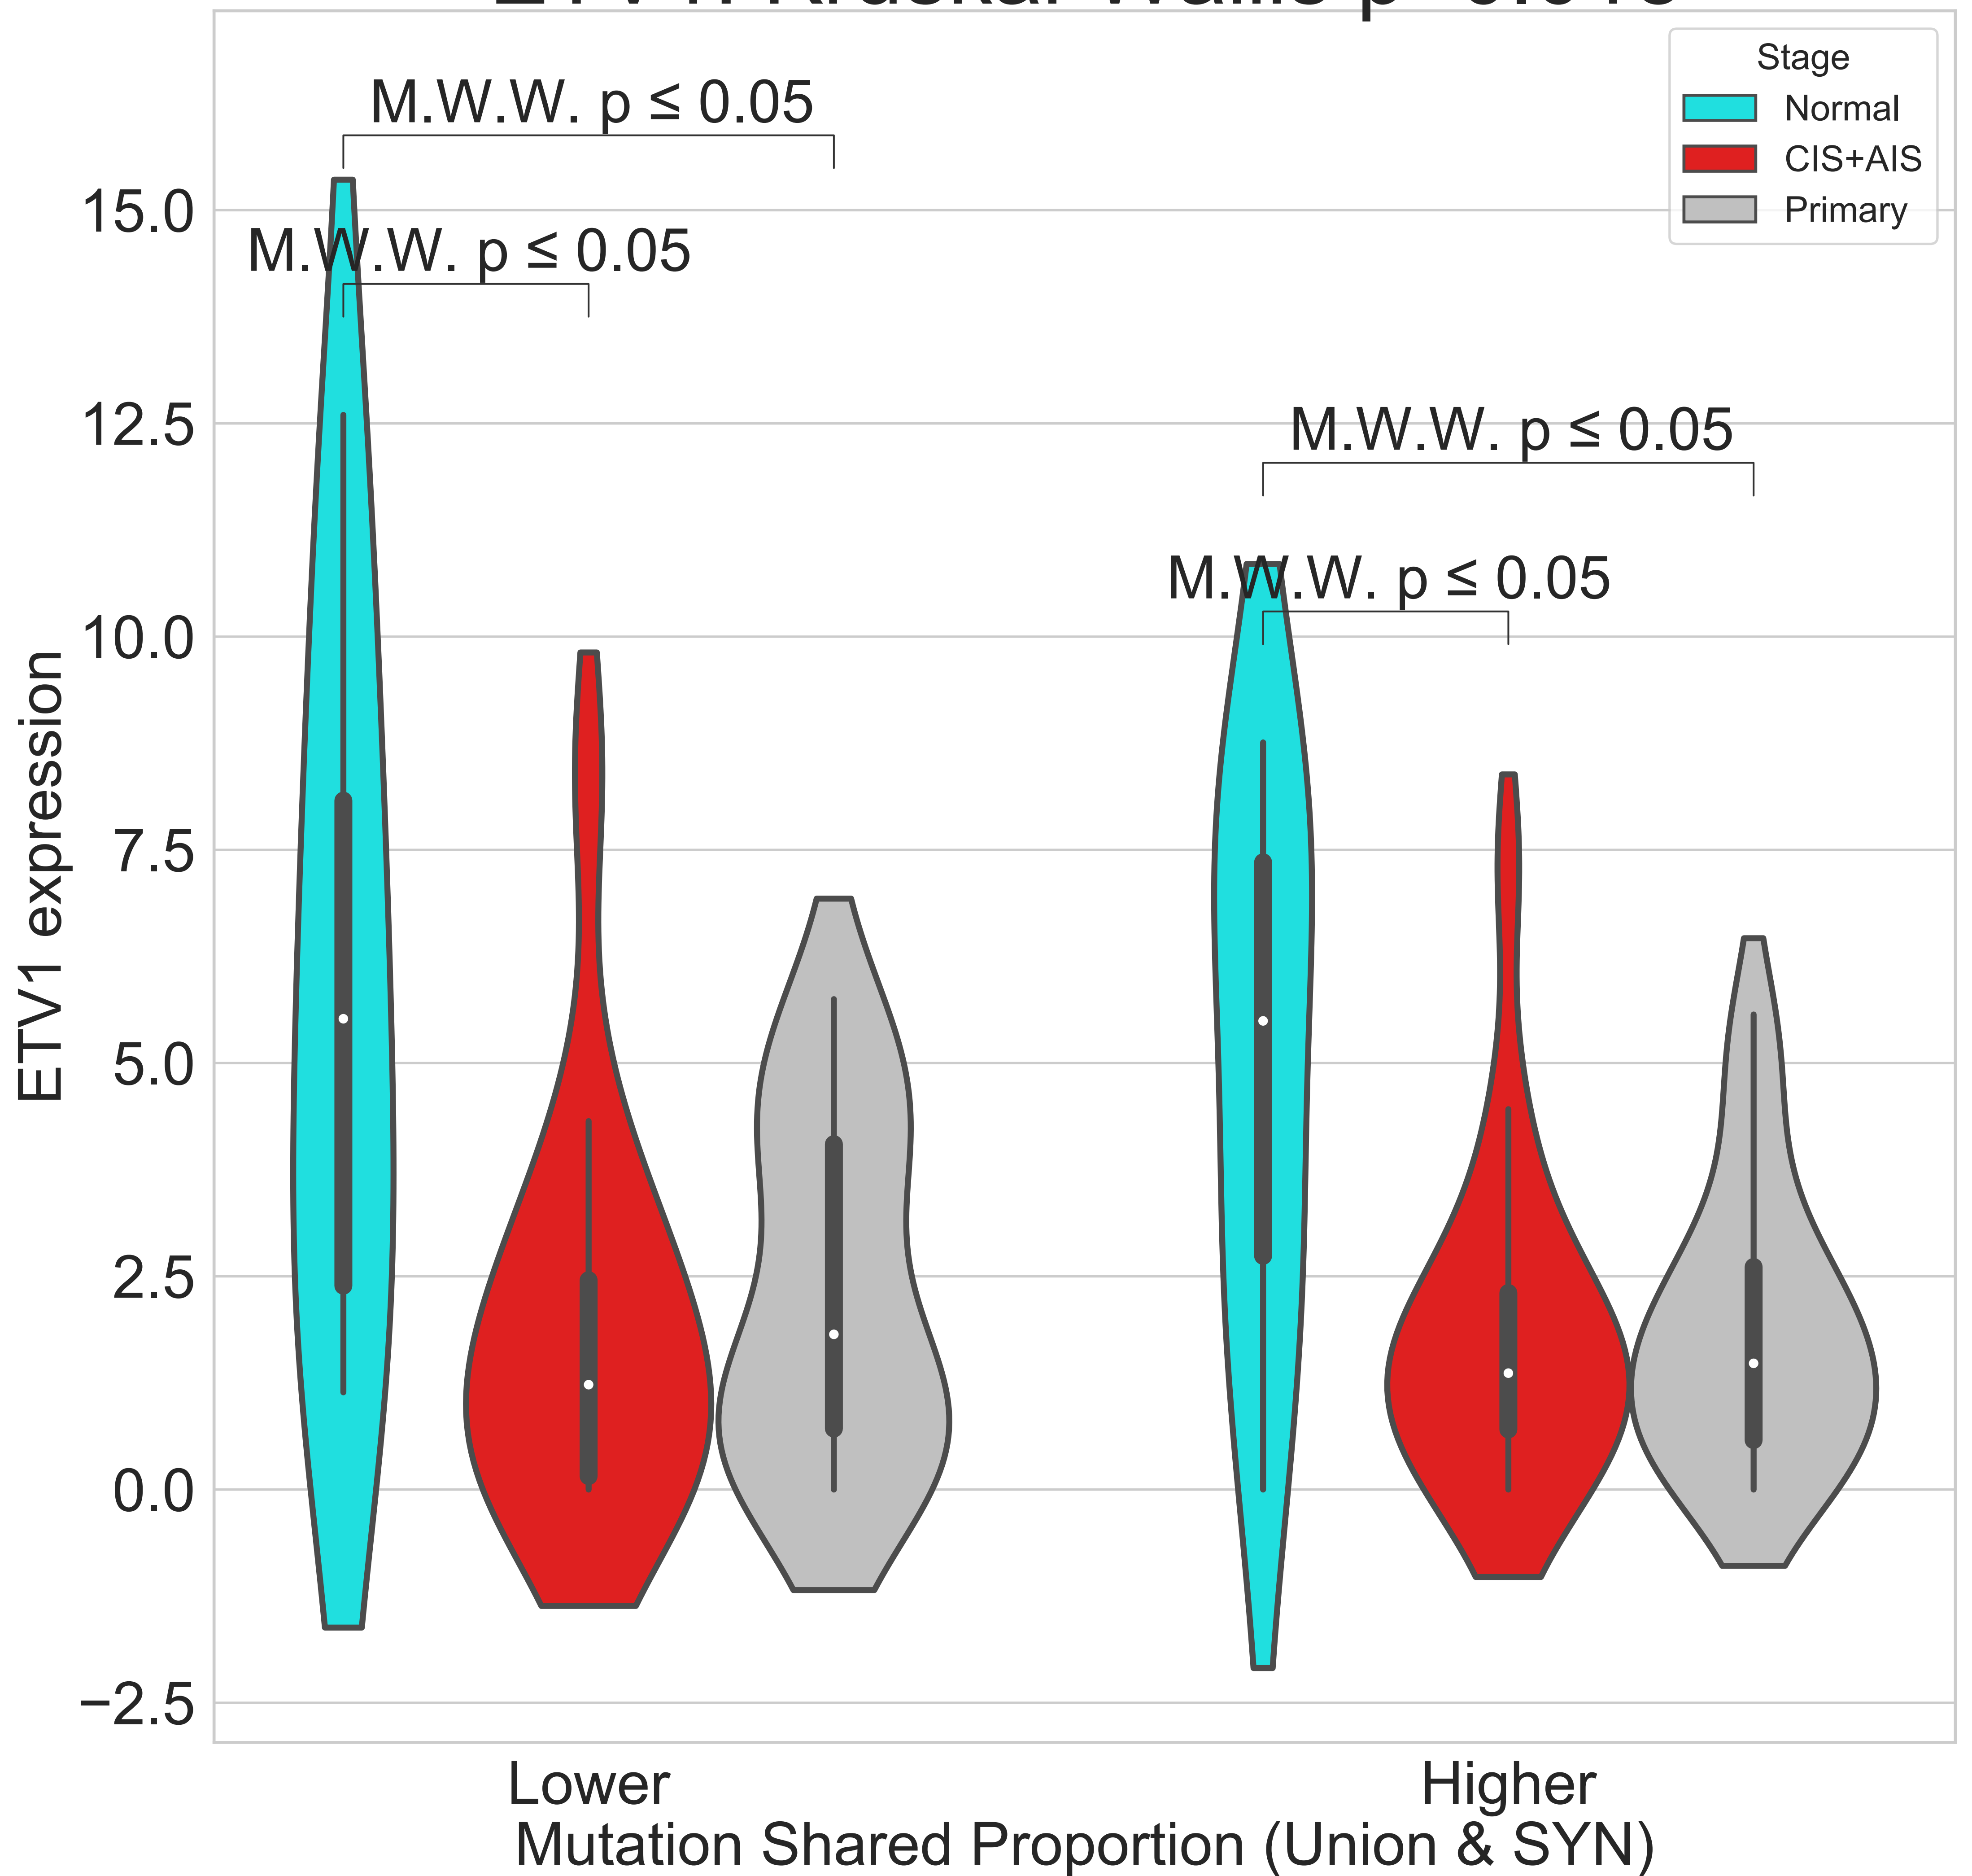 Stage
Normal
CIS+AIS
Primary
M.W.W. p ≤ 0.05
M.W.W. p ≤ 0.05
M.W.W. p ≤ 0.05
M.W.W. p ≤ 0.05
15.0
12.5
10.0
7.5
5.0
2.5
0.0
−2.5
ETV1 expression
Lower
Higher
Mutation Shared Proportion (Union & SYN)